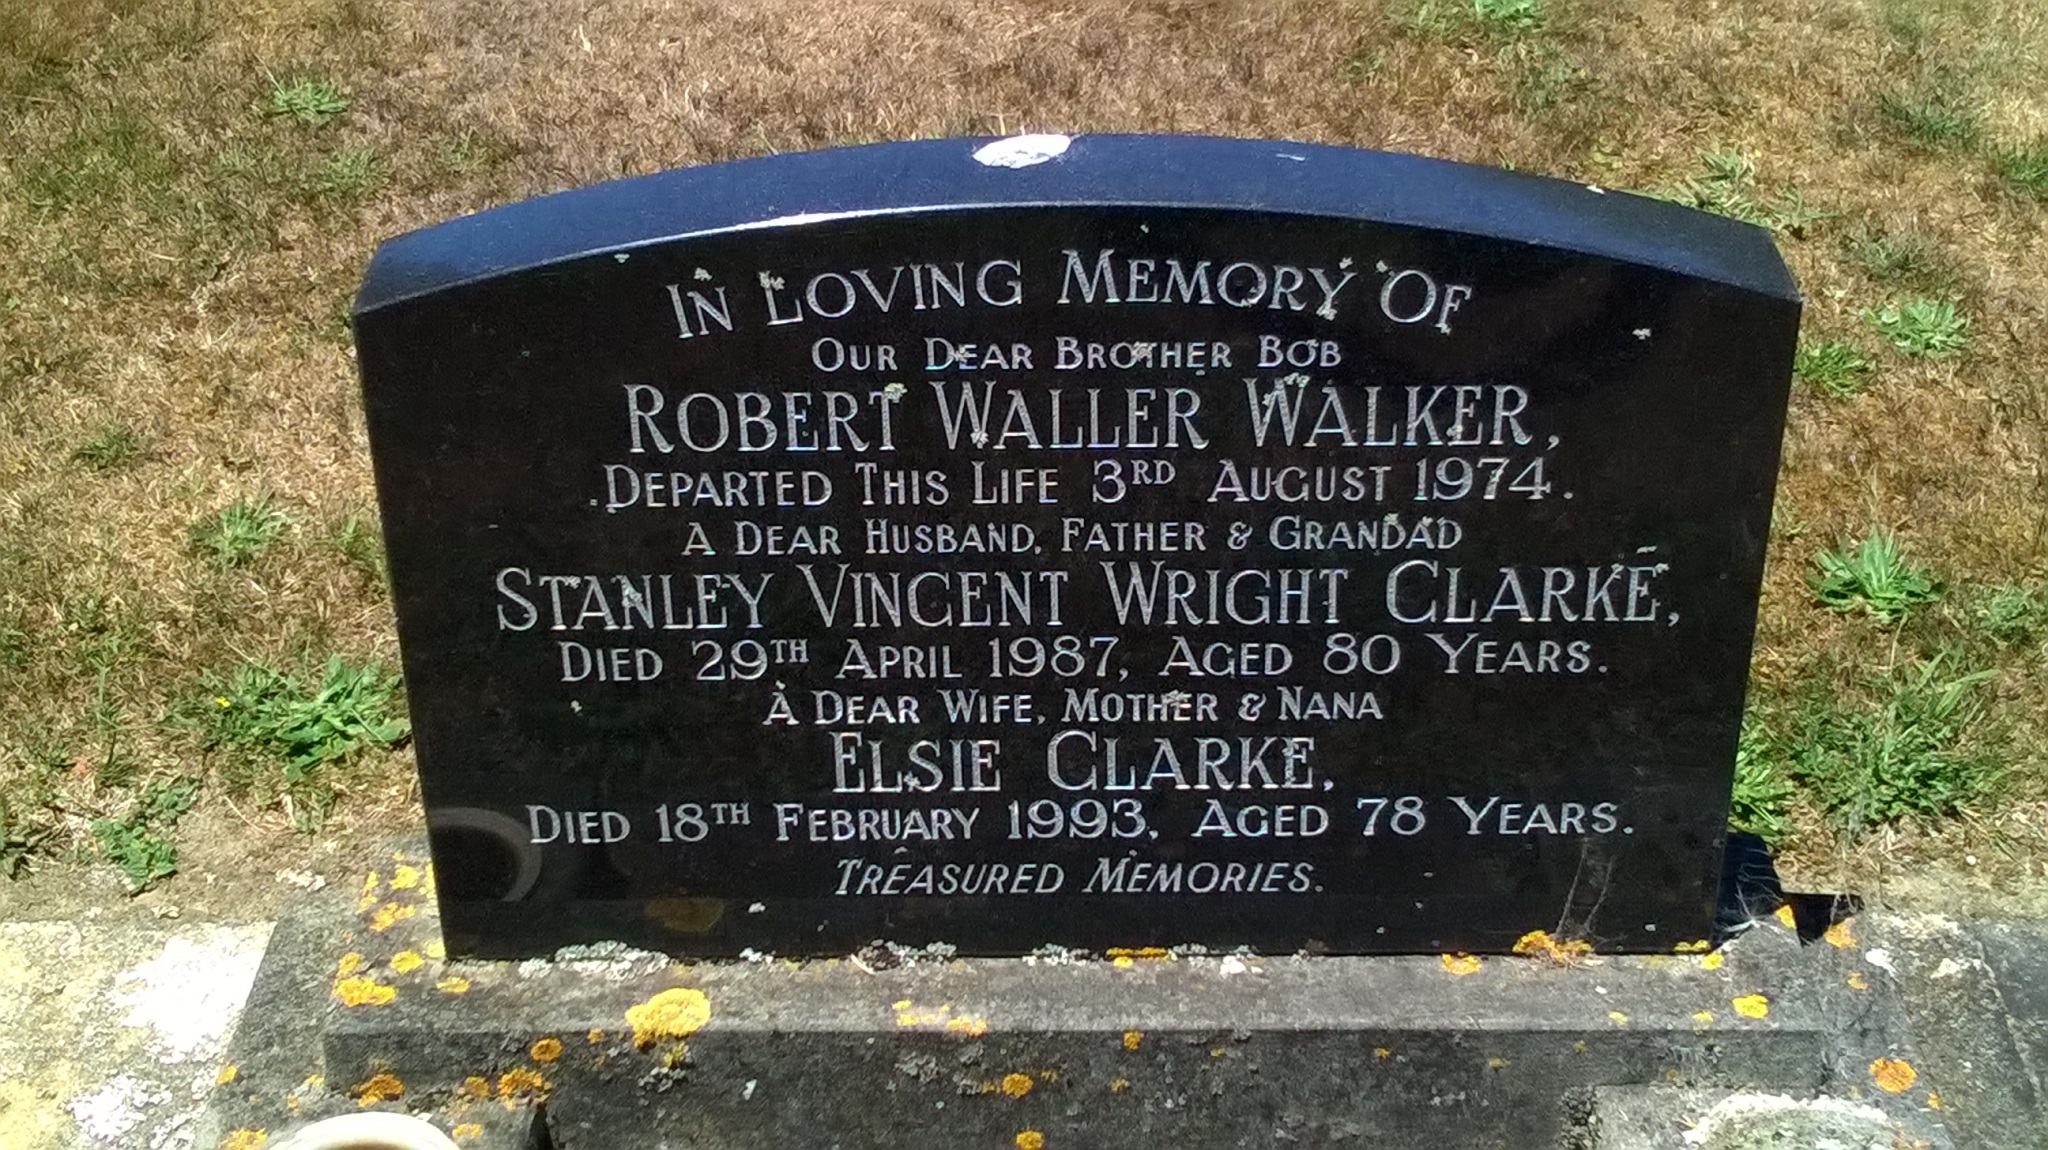 IN LOVING MEMORY OF
OUR DEAR BROTHER BOB
ROBERT WALLER WALKER,
DEPARTED THIS LIFE 3RD AUGUST 1974.
A DEAR HUSBAND, FATHER & GRANDAD
STANLEY VINCENT WRIGHT CLARKE,
DIED 29TH APRIL 1987, AGED 80 YEARS.
A DEAR WIFE, MOTHER & NANA
ELSIE CLARKE,
DIED 18TH FEBRUARY 1993, AGED 78 YEARS.
TREASURED MEMORIES.